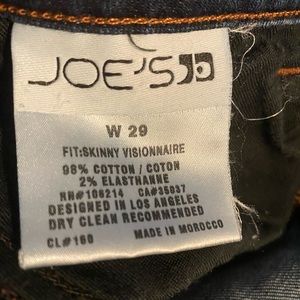 JOE'S
W 29
FIT:SKINNY VISIONNAIRE
98% COTTON / COTON
2% ELASTHANNE
RN#106214 CA#35037
DESIGNED IN LOS ANGELES
DRY CLEAN RECOMMENDED
CL#160 MADE IN MOROCCO